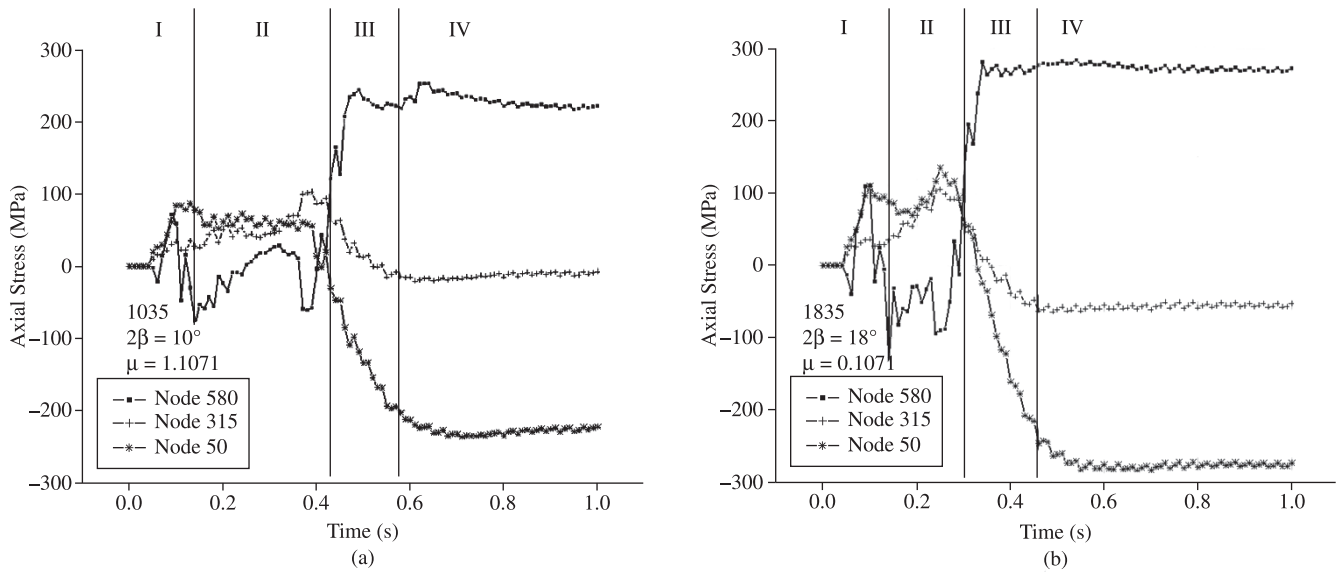 I II III IV
300
200
100
0
−100
−200
−300
Axial Stress (MPa)
1035
2β = 10°
μ = 1.1071
Node 580
Node 315
Node 50
0.0 0.2 0.4 0.6 0.8 1.0
Time (s)
(a)
I II III IV
300
200
100
0
−100
−200
−300
Axial Stress (MPa)
1835
2β = 18°
μ = 0.1071
Node 580
Node 315
Node 50
0.0 0.2 0.4 0.6 0.8 1.0
Time (s)
(b)